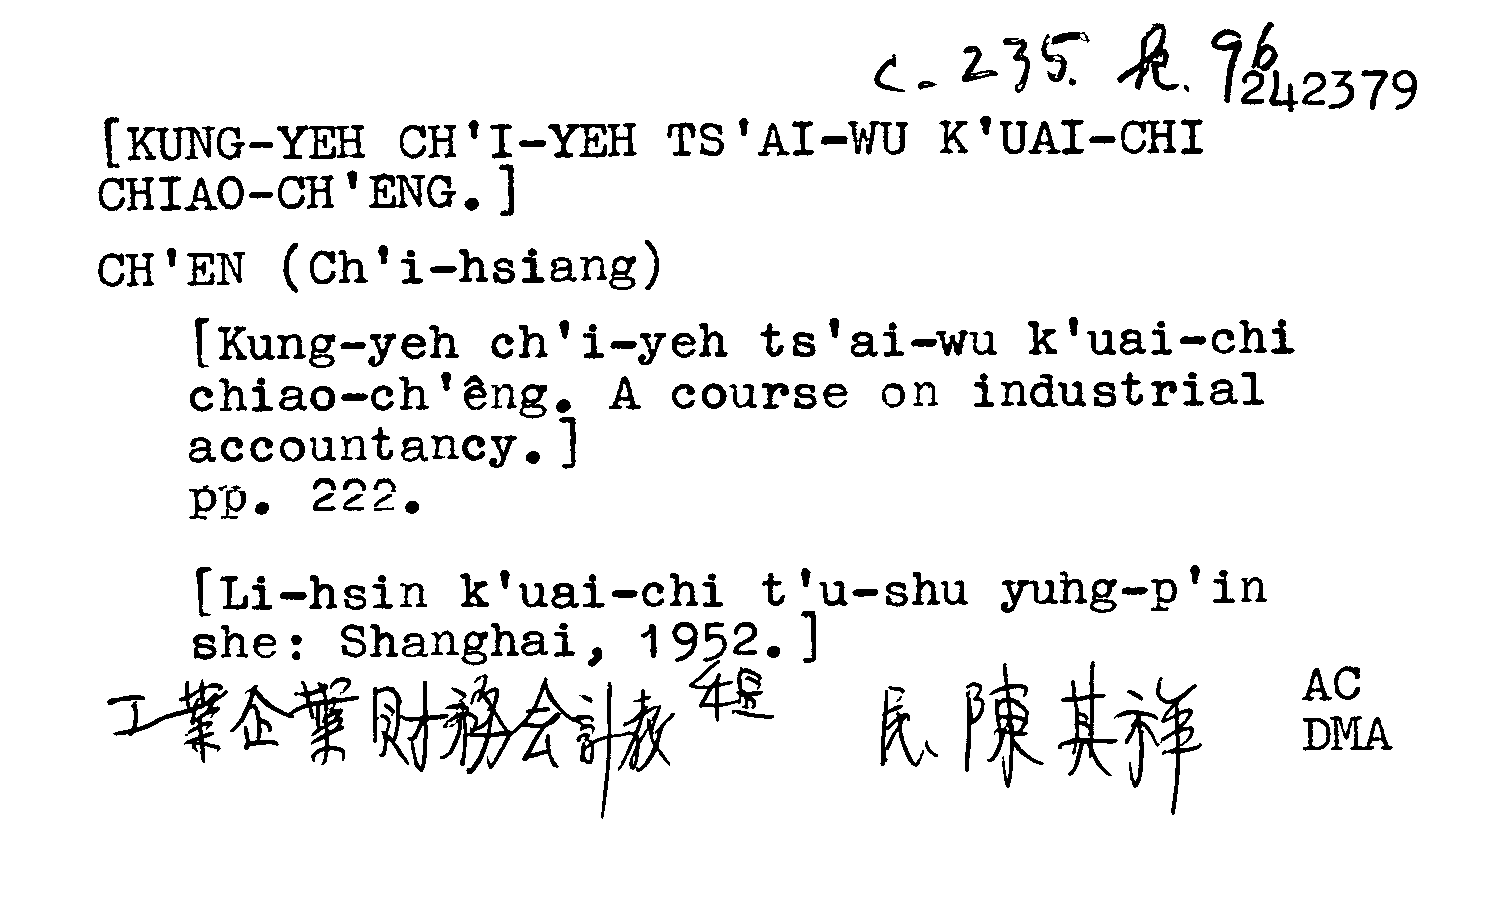 c. 235. k. 96
242379
[KUNG-YEH CH'I-YEH TS'AI-WU K'UAI-CHI
CHIAO-CH'ENG.]
CH'EN (Ch'i-hsiang)
[Kung-yeh ch'i-yeh ts'ai-wu k'uai-chi
chiao-ch'êng. A course on industrial
accountancy.]
pp. 222.
[Li-hsin k'uai-chi t'u-shu yung-p'in
she: Shanghai, 1952.]
工業企業財務会計教程 民、陳其祥
AC
DMA